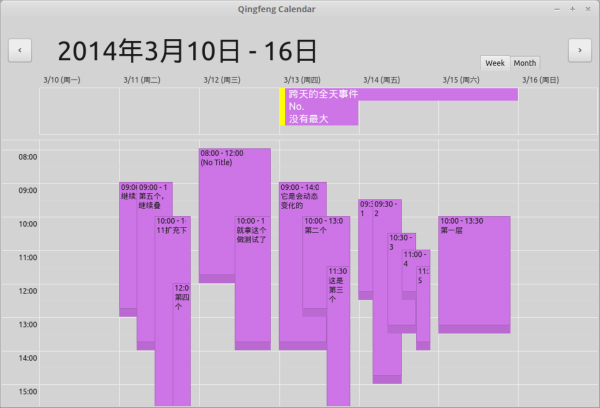 Qingfeng Calendar
2014年3月10日 - 16日
Week Month
3/10 (周一) 3/11 (周二) 3/12 (周三) 3/13 (周四) 3/14 (周五) 3/15 (周六) 3/16 (周日)
跨天的全天事件
No.
没有最大
08:00
09:00
10:00
11:00
12:00
13:00
14:00
15:00
09:00
继续
09:00 - 1
第五个，
继续叠
10:00 - 1
11扩充下
12:0
第四
个
08:00 - 12:00
(No Title)
10:00 - 1
就拿这个
做测试了
09:00 - 14:0
它是会动态
变化的
10:00 - 13:0
第二个
11:30
这是
第三
个
09:3
1
09:30 -
2
10:30 -
3
11:00 -
4
11:
5
10:00 - 13:30
第一层